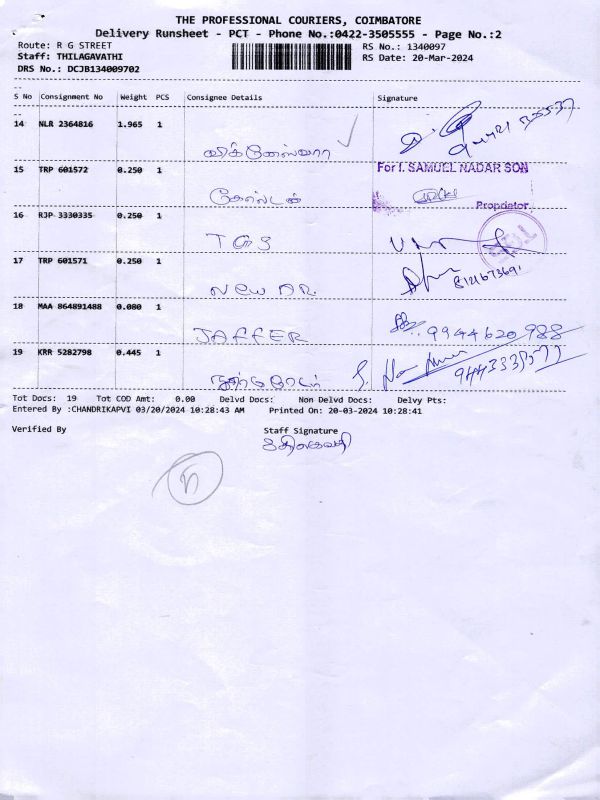 THE PROFESSIONAL COURIERS, COIMBATORE
Delivery Runsheet - PCT - Phone No.:0422-3505555 - Page No.:2
Route: R G STREET RS No.: 1340097
Staff: THILAGAVATHI RS Date: 20-Mar-2024
DRS No.: DCJB134009702
S No Consignment No Weight PCS Consignee Details Signature
14 NLR 2364816 1.965 1
விக்னேஸ்வரா
15 TRP 601572 0.250 1 For I. SAMUEL NADAR SON
கோல்டன்
Proprietor
16 RJP 3330335 0.250 1
TGS
17 TRP 601571 0.250 1
8121673691
New AR
18 MAA 864891488 0.080 1
JAFFER 9944620988
19 KRR 5282798 0.445 1
Tot Docs: 19 Tot COD Amt: 0.00 Delvd Docs: Non Delvd Docs: Delvy Pts:
Entered By :CHANDRIKAPVI 03/20/2024 10:28:43 AM Printed On: 20-03-2024 10:28:41
Verified By Staff Signature